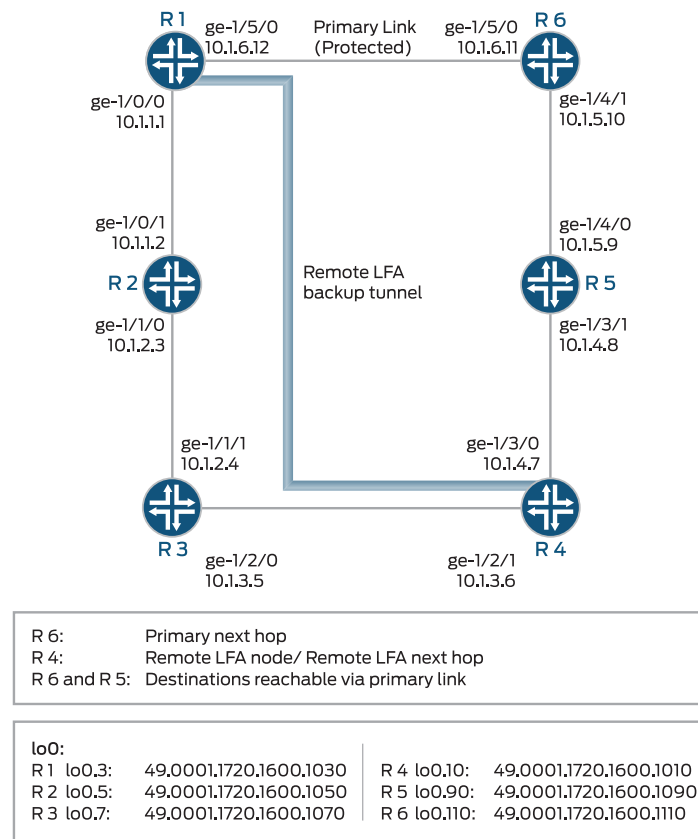 R 1
ge-1/5/0
10.1.6.12
Primary Link
(Protected)
ge-1/5/0
10.1.6.11
R 6
ge-1/0/0
10.1.1.1
ge-1/4/1
10.1.5.10
ge-1/0/1
10.1.1.2
ge-1/4/0
10.1.5.9
R 2
Remote LFA
backup tunnel
R 5
ge-1/1/0
10.1.2.3
ge-1/3/1
10.1.4.8
ge-1/1/1
10.1.2.4
ge-1/3/0
10.1.4.7
R 3
R 4
ge-1/2/0
10.1.3.5
ge-1/2/1
10.1.3.6
R 6: Primary next hop
R 4: Remote LFA node/ Remote LFA next hop
R 6 and R 5: Destinations reachable via primary link
lo0:
R 1 lo0.3: 49.0001.1720.1600.1030
R 2 lo0.5: 49.0001.1720.1600.1050
R 3 lo0.7: 49.0001.1720.1600.1070
R 4 lo0.10: 49.0001.1720.1600.1010
R 5 lo0.90: 49.0001.1720.1600.1090
R 6 lo0.110: 49.0001.1720.1600.1110